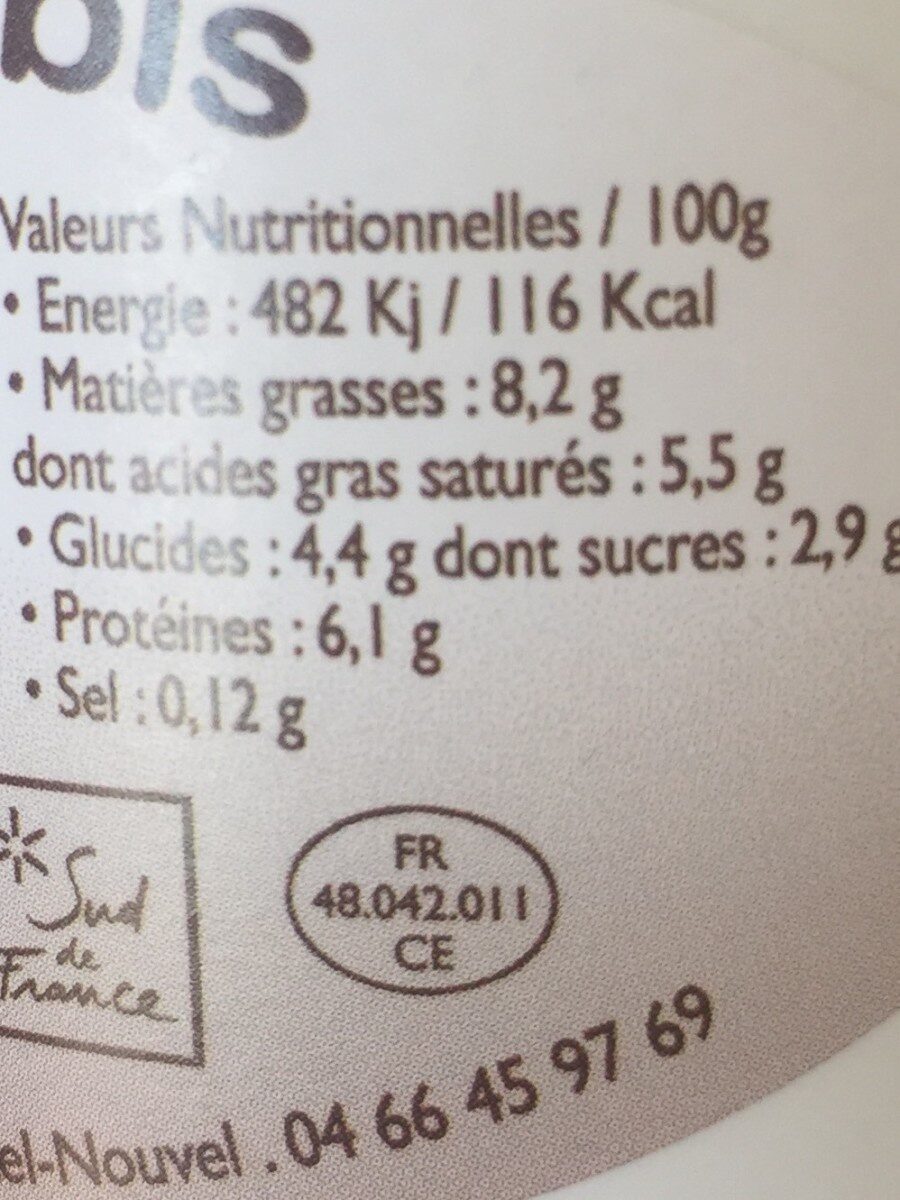 bis
Valeurs Nutritionnelles / 100g
• Energie : 482 Kj / 116 Kcal
• Matières grasses : 8,2 g
dont acides gras saturés : 5,5 g
• Glucides : 4,4 g dont sucres : 2,9 g
• Protéines : 6,1 g
• Sel : 0,12 g
Sud
de
France
FR
48.042.011
CE
el-Nouvel . 04 66 45 97 69